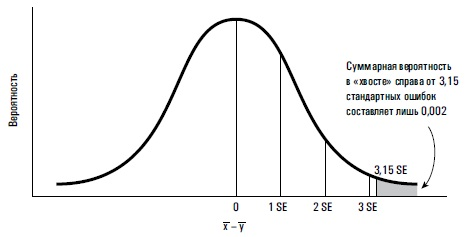 Суммарная вероятность
в «хвосте» справа от 3,15
стандартных ошибок
составляет лишь 0,002
Вероятность
3,15 SE
0
1 SE
2 SE
3 SE
x̅ – y̅